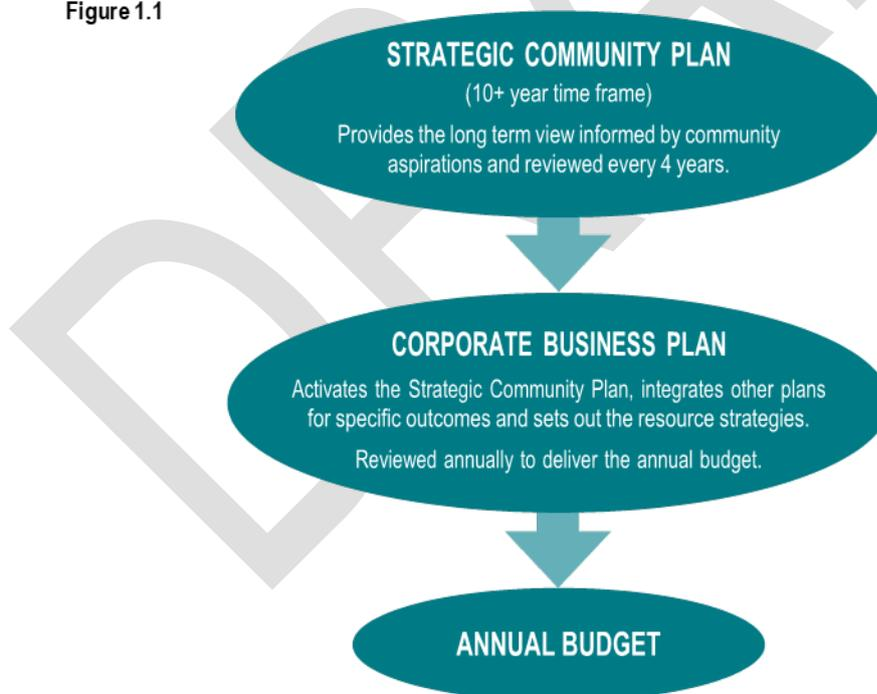 Figure 1.1
STRATEGIC COMMUNITY PLAN
(10+ year time frame)
Provides the long term view informed by community
aspirations and reviewed every 4 years.
CORPORATE BUSINESS PLAN
Activates the Strategic Community Plan, integrates other plans
for specific outcomes and sets out the resource strategies.
Reviewed annually to deliver the annual budget.
ANNUAL BUDGET